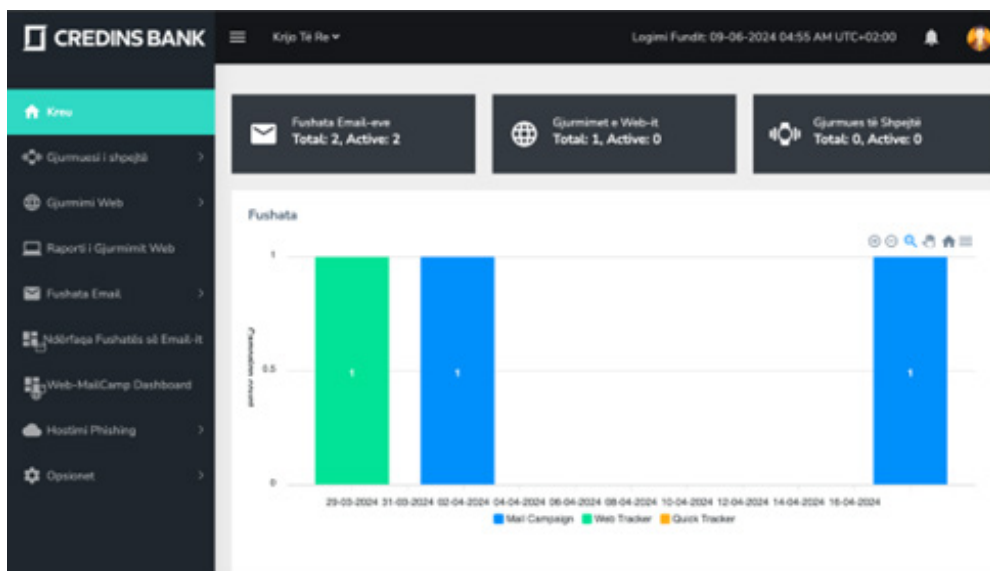 CREDINS BANK
Krijo Të Re
Logimi Fundit: 09-06-2024 04:55 AM UTC+02:00
Kreu
Gjurmuesi i shpejtë
Gjurmimi Web
Raporti i Gjurmimit Web
Fushata Email
Ndërfaqa Fushatës së Email-it
Web-MailCamp Dashboard
Hostimi Phishing
Opsionet
Fushata Email-eve
Total: 2, Active: 2
Gjurmimet e Web-it
Total: 1, Active: 0
Gjurmues të Shpejtë
Total: 0, Active: 0
Fushata
1
0.5
0
1
1
1
29-03-2024 31-03-2024 02-04-2024 04-04-2024 06-04-2024 08-04-2024 10-04-2024 12-04-2024 14-04-2024 16-04-2024
Mail Campaign Web Tracker Quick Tracker